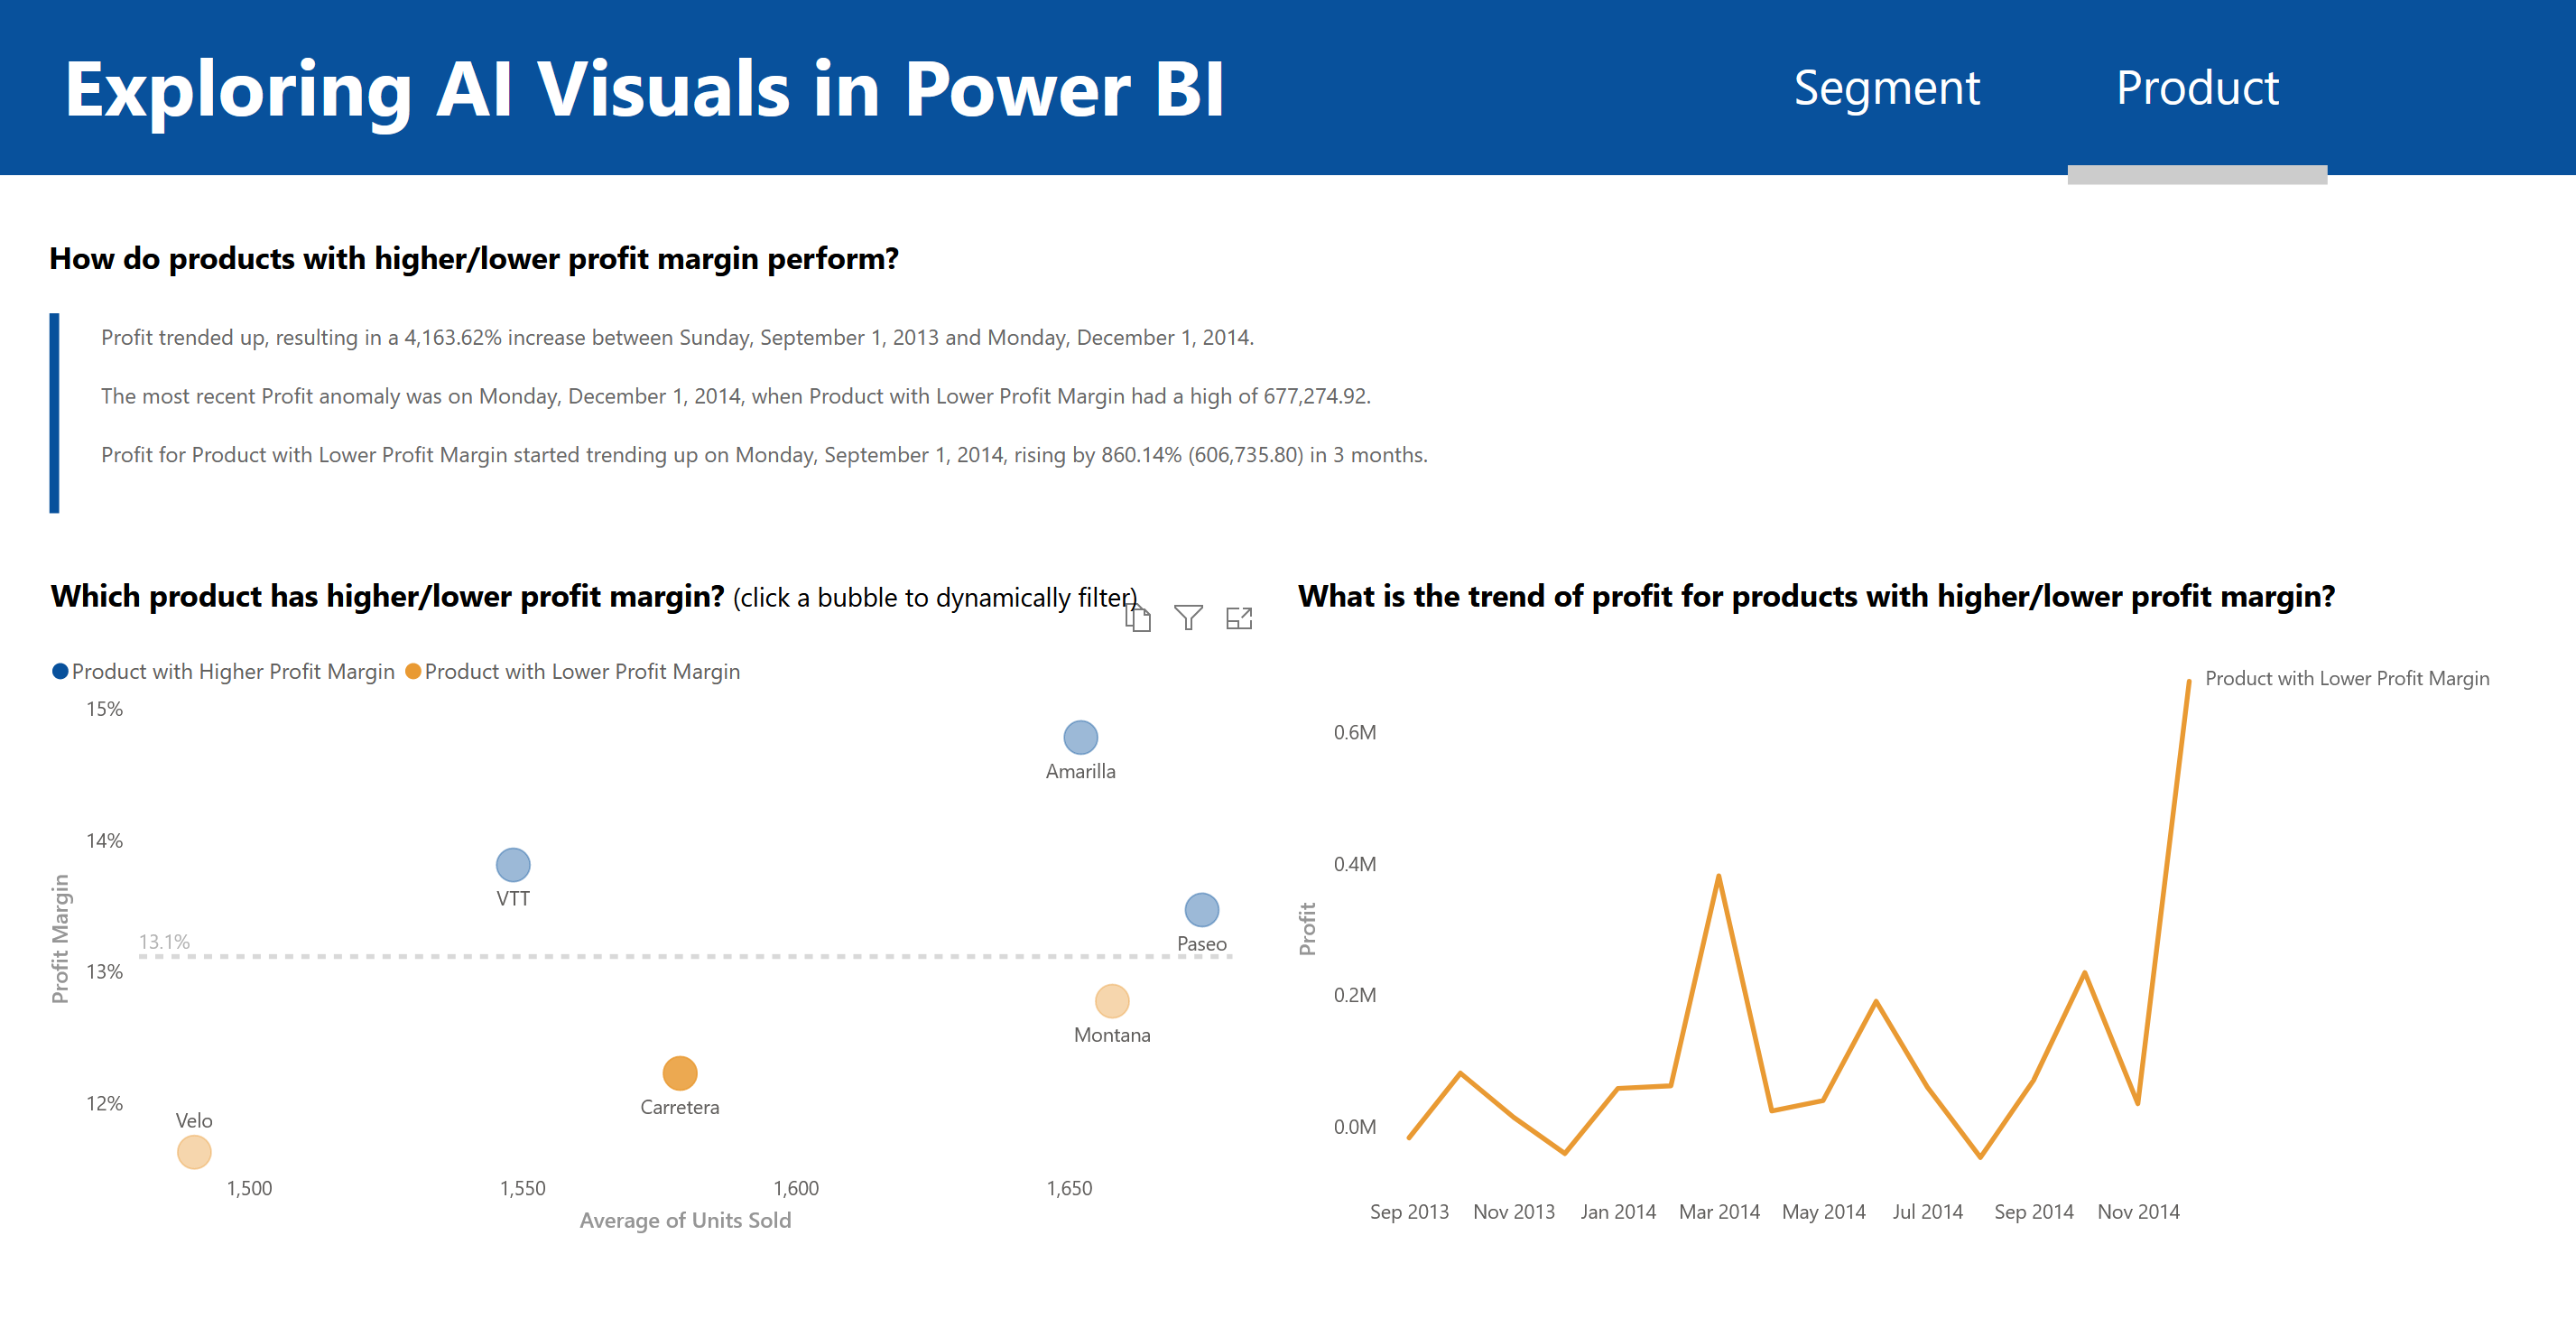 Exploring AI Visuals in Power BI
Segment
Product
How do products with higher/lower profit margin perform?
Profit trended up, resulting in a 4,163.62% increase between Sunday, September 1, 2013 and Monday, December 1, 2014.
The most recent Profit anomaly was on Monday, December 1, 2014, when Product with Lower Profit Margin had a high of 677,274.92.
Profit for Product with Lower Profit Margin started trending up on Monday, September 1, 2014, rising by 860.14% (606,735.80) in 3 months.
Which product has higher/lower profit margin? (click a bubble to dynamically filter)
Product with Higher Profit Margin
Product with Lower Profit Margin
15%
14%
13%
12%
13.1%
Profit Margin
Amarilla
VTT
Paseo
Montana
Carretera
Velo
1,500
1,550
1,600
1,650
Average of Units Sold
What is the trend of profit for products with higher/lower profit margin?
Product with Lower Profit Margin
0.6M
0.4M
0.2M
0.0M
Profit
Sep 2013
Nov 2013
Jan 2014
Mar 2014
May 2014
Jul 2014
Sep 2014
Nov 2014